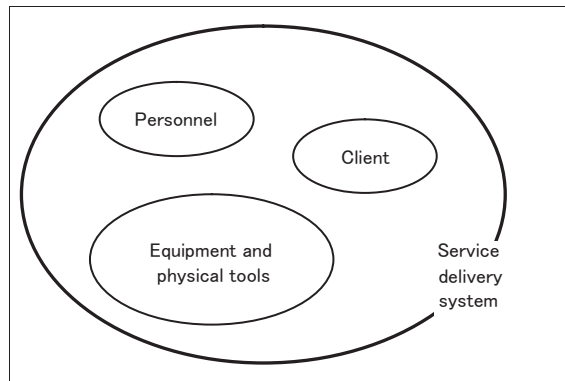 Personnel
Client
Equipment and
physical tools
Service
delivery
system